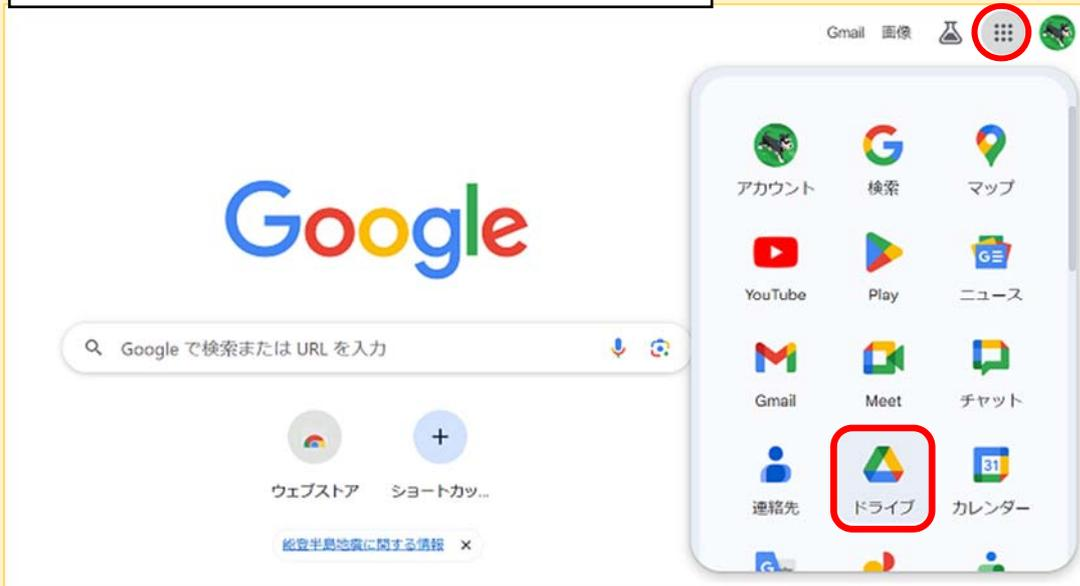 Gmail 画像
Google
Google で検索または URL を入力
ウェブストア ショートカッ...
能登半島地震に関する情報 ×
アカウント 検索 マップ
YouTube Play ニュース
Gmail Meet チャット
31
連絡先 ドライブ カレンダー